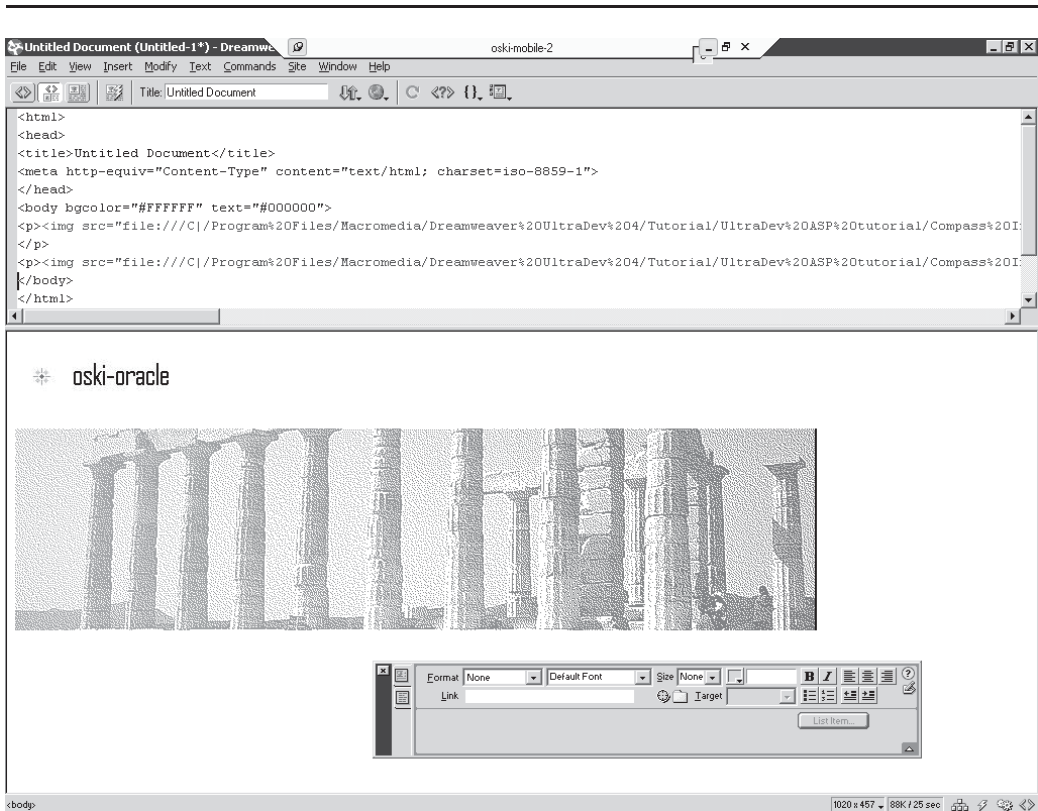 Untitled Document (Untitled-1*) - Dreamwe
oski-mobile-2
File Edit View Insert Modify Text Commands Site Window Help
Title: Untitled Document
<html>
<head>
<title>Untitled Document</title>
<meta http-equiv="Content-Type" content="text/html; charset=iso-8859-1">
</head>
<body bgcolor="#FFFFFF" text="#000000">
<p><img src="file:///C|/Program%20Files/Macromedia/Dreamweaver%20UltraDev%204/Tutorial/UltraDev%20ASP%20tutorial/Compass%20I
</p>
<p><img src="file:///C|/Program%20Files/Macromedia/Dreamweaver%20UltraDev%204/Tutorial/UltraDev%20ASP%20tutorial/Compass%20I
</body>
</html>
oski-oracle
Format None Default Font Size None B I
Link Target
List Item...
<body> 1020 x 457 88K / 25 sec